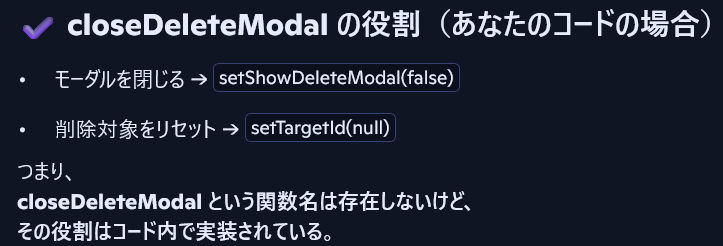 ✔ closeDeleteModal の役割（あなたのコードの場合）
• モーダルを閉じる → setShowDeleteModal(false)
• 削除対象をリセット → setTargetId(null)
つまり、
closeDeleteModal という関数名は存在しないけど、
その役割はコード内で実装されている。